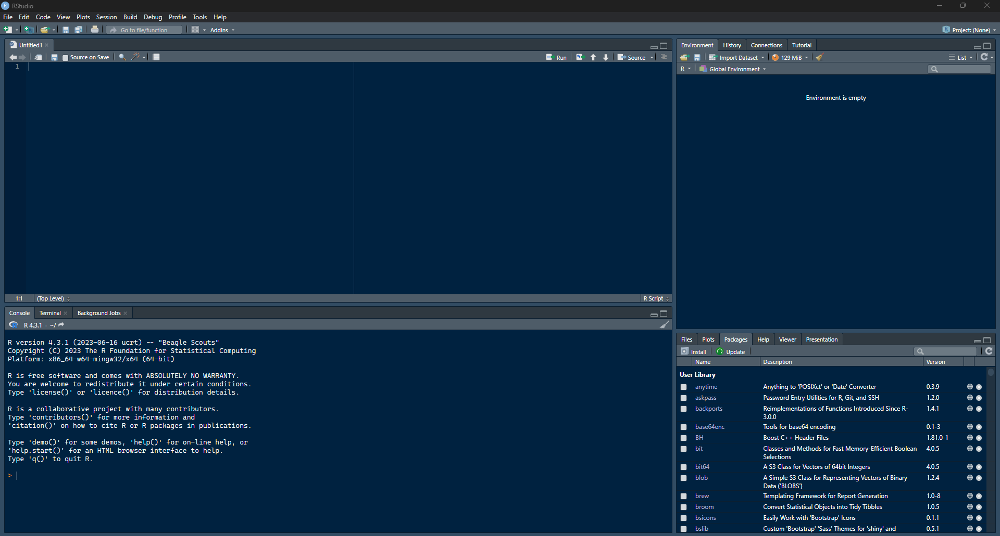 RStudio
File Edit Code View Plots Session Build Debug Profile Tools Help
Go to file/function Addins Project: (None)
Untitled1
Source on Save Run Source
1
1:1 (Top Level) R Script
Console Terminal Background Jobs
R 4.3.1 · ~/
R version 4.3.1 (2023-06-16 ucrt) -- "Beagle Scouts"
Copyright (C) 2023 The R Foundation for Statistical Computing
Platform: x86_64-w64-mingw32/x64 (64-bit)
R is free software and comes with ABSOLUTELY NO WARRANTY.
You are welcome to redistribute it under certain conditions.
Type 'license()' or 'licence()' for distribution details.
R is a collaborative project with many contributors.
Type 'contributors()' for more information and
'citation()' on how to cite R or R packages in publications.
Type 'demo()' for some demos, 'help()' for on-line help, or
'help.start()' for an HTML browser interface to help.
Type 'q()' to quit R.
>
Environment History Connections Tutorial
Import Dataset 129 MiB List
R Global Environment
Environment is empty
Files Plots Packages Help Viewer Presentation
Install Update
Name Description Version
User Library
anytime Anything to 'POSIXct' or 'Date' Converter 0.3.9
askpass Password Entry Utilities for R, Git, and SSH 1.2.0
backports Reimplementations of Functions Introduced Since R- 1.4.1
3.0.0
base64enc Tools for base64 encoding 0.1-3
BH Boost C++ Header Files 1.81.0-1
bit Classes and Methods for Fast Memory-Efficient Boolean 4.0.5
Selections
bit64 A S3 Class for Vectors of 64bit Integers 4.0.5
blob A Simple S3 Class for Representing Vectors of Binary 1.2.4
Data ('BLOBS')
brew Templating Framework for Report Generation 1.0-8
broom Convert Statistical Objects into Tidy Tibbles 1.0.5
bsicons Easily Work with 'Bootstrap' Icons 0.1.1
bslib Custom 'Bootstrap' 'Sass' Themes for 'shiny' and 0.5.1